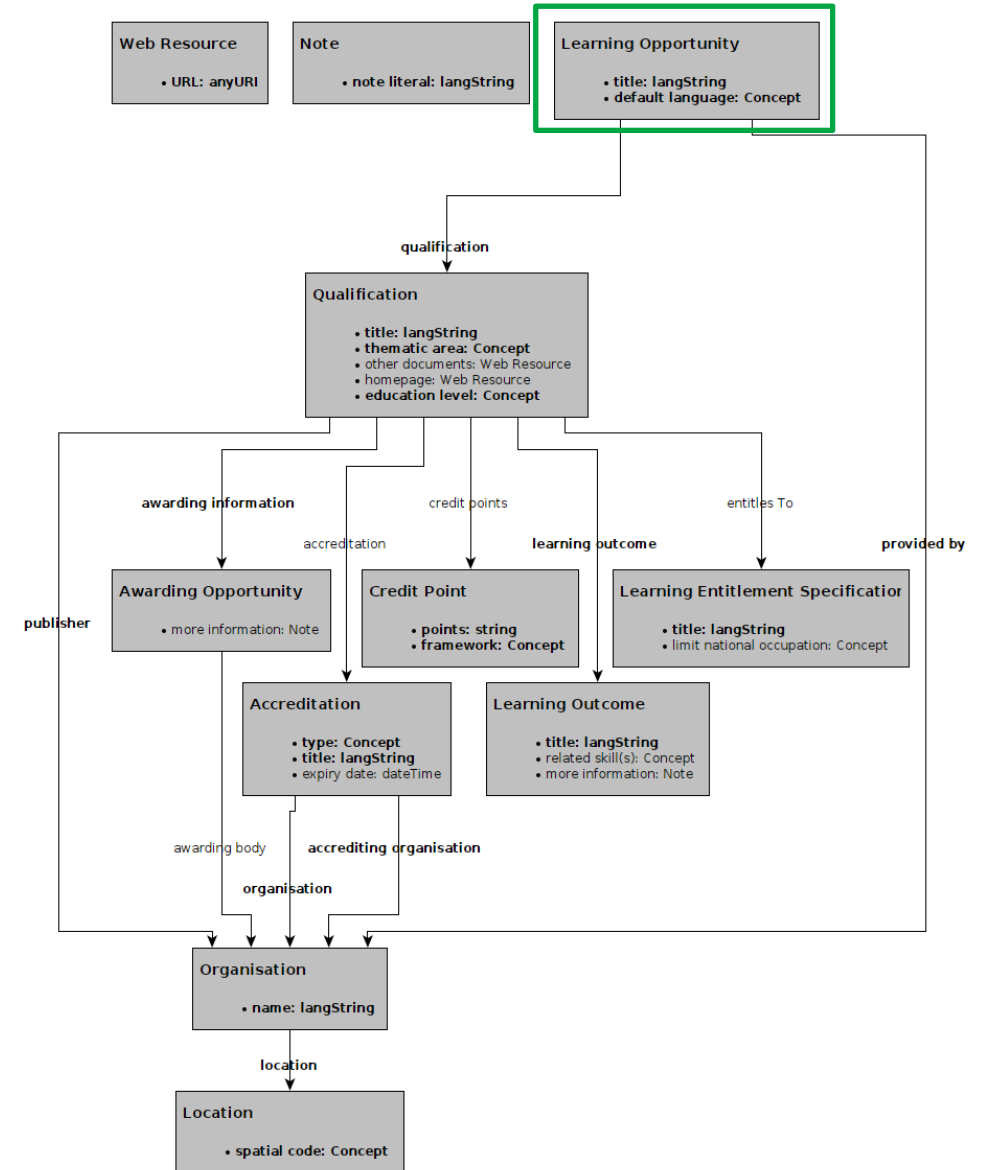 Web Resource
• URL: anyURI
Note
• note literal: langString
Learning Opportunity
• title: langString
• default language: Concept
qualification
Qualification
• title: langString
• thematic area: Concept
• other documents: Web Resource
• homepage: Web Resource
• education level: Concept
awarding information
credit points
entitles To
accreditation
learning outcome
provided by
Awarding Opportunity
• more information: Note
Credit Point
• points: string
• framework: Concept
Learning Entitlement Specification
• title: langString
• limit national occupation: Concept
publisher
Accreditation
• type: Concept
• title: langString
• expiry date: dateTime
Learning Outcome
• title: langString
• related skill(s): Concept
• more information: Note
awarding body
accrediting organisation
organisation
Organisation
• name: langString
location
Location
• spatial code: Concept